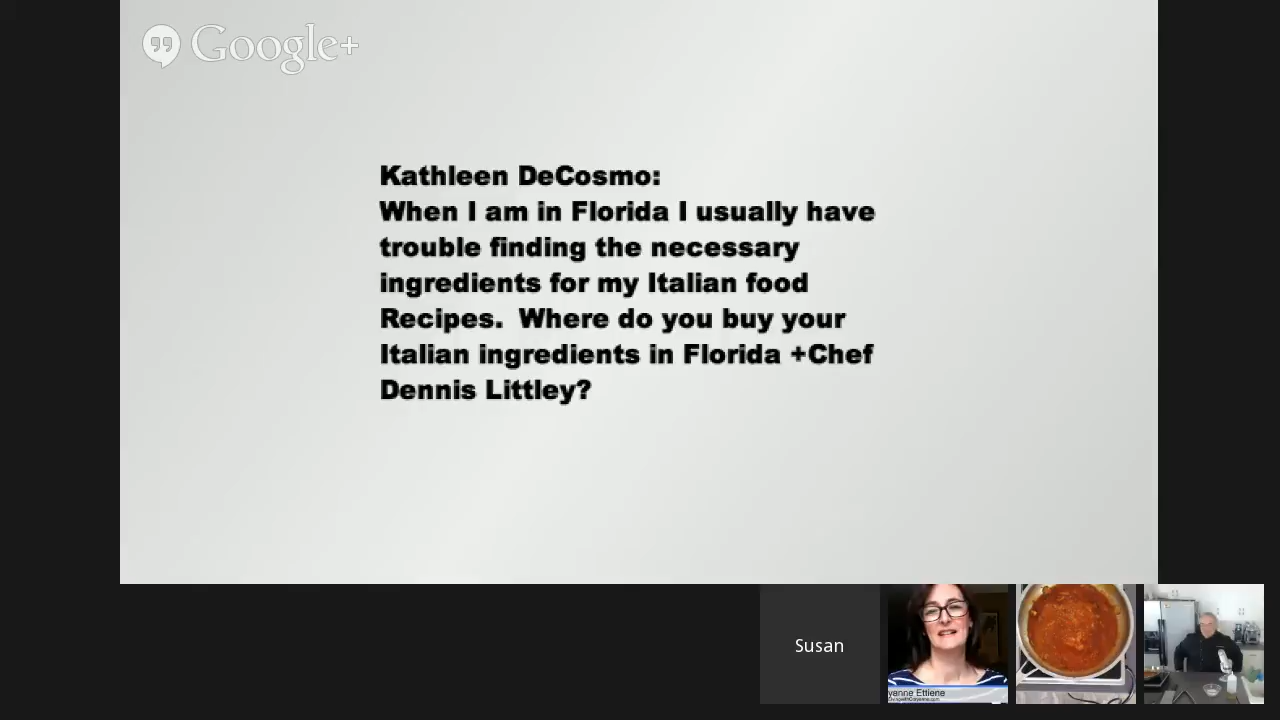 Google+
Kathleen DeCosmo:
When I am in Florida I usually have
trouble finding the necessary
ingredients for my Italian food
Recipes.  Where do you buy your
Italian ingredients in Florida +Chef
Dennis Littley?
Susan
yanne Ettiene